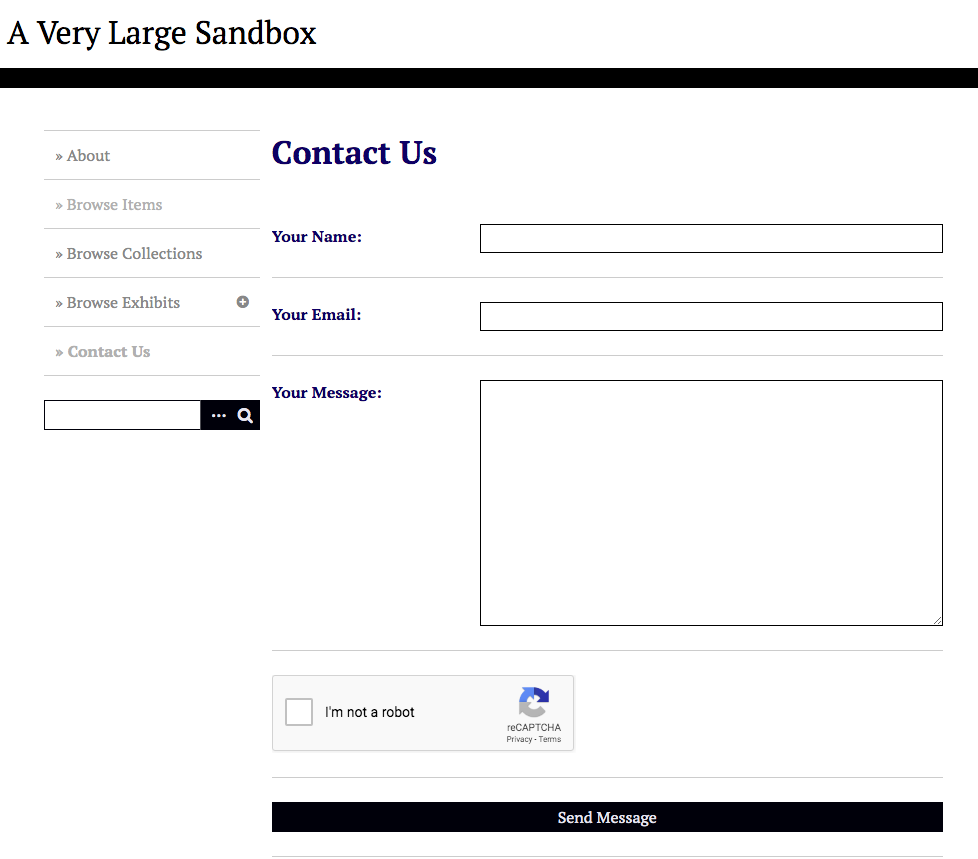 A Very Large Sandbox
» About
» Browse Items
» Browse Collections
» Browse Exhibits
» Contact Us
Contact Us
Your Name:
Your Email:
Your Message:
I'm not a robot
reCAPTCHA
Privacy - Terms
Send Message